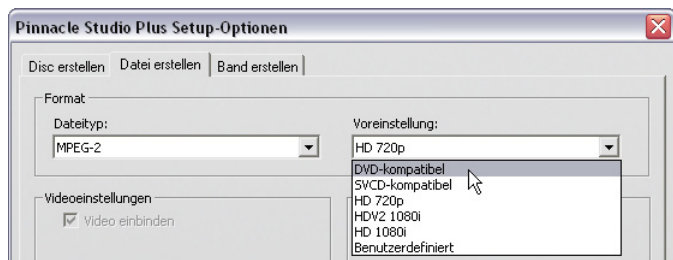 Pinnacle Studio Plus Setup-Optionen
Disc erstellen
Datei erstellen
Band erstellen
Format
Dateityp:
MPEG-2
Voreinstellung:
HD 720p
DVD-kompatibel
SVCD-kompatibel
HD 720p
HDV2 1080i
HD 1080i
Benutzerdefiniert
Videoeinstellungen
Video einbinden